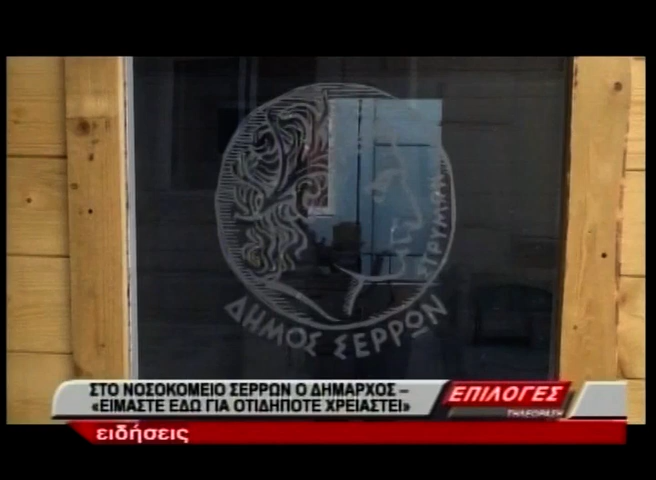 ΣΤΡΥΜΩΝ
ΔΗΜΟΣ ΣΕΡΡΩΝ
ΣΤΟ ΝΟΣΟΚΟΜΕΙΟ ΣΕΡΡΩΝ Ο ΔΗΜΑΡΧΟΣ –
«ΕΙΜΑΣΤΕ ΕΔΩ ΓΙΑ ΟΤΙΔΗΠΟΤΕ ΧΡΕΙΑΣΤΕΙ»
ΕΠΙΛΟΓΕΣ
ΤΗΛΕΟΡΑΣΗ
ειδήσεις